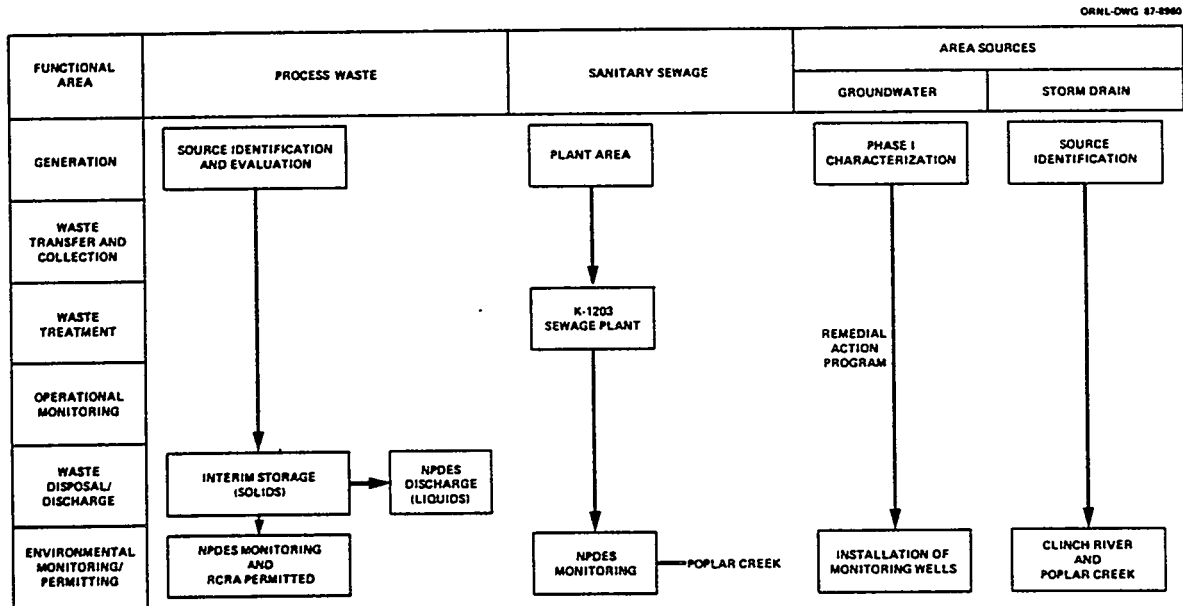 ORNL-DWG 87-8960
FUNCTIONAL
AREA
PROCESS WASTE
SANITARY SEWAGE
AREA SOURCES
GROUNDWATER
STORM DRAIN
GENERATION
SOURCE IDENTIFICATION
AND EVALUATION
PLANT AREA
PHASE I
CHARACTERIZATION
SOURCE
IDENTIFICATION
WASTE
TRANSFER AND
COLLECTION
WASTE
TREATMENT
K-1203
SEWAGE PLANT
REMEDIAL
ACTION
PROGRAM
OPERATIONAL
MONITORING
WASTE
DISPOSAL/
DISCHARGE
INTERIM STORAGE
(SOLIDS)
NPDES
DISCHARGE
(LIQUIDS)
ENVIRONMENTAL
MONITORING/
PERMITTING
NPDES MONITORING
AND
RCRA PERMITTED
NPDES
MONITORING
POPLAR CREEK
INSTALLATION OF
MONITORING WELLS
CLINCH RIVER
AND
POPLAR CREEK